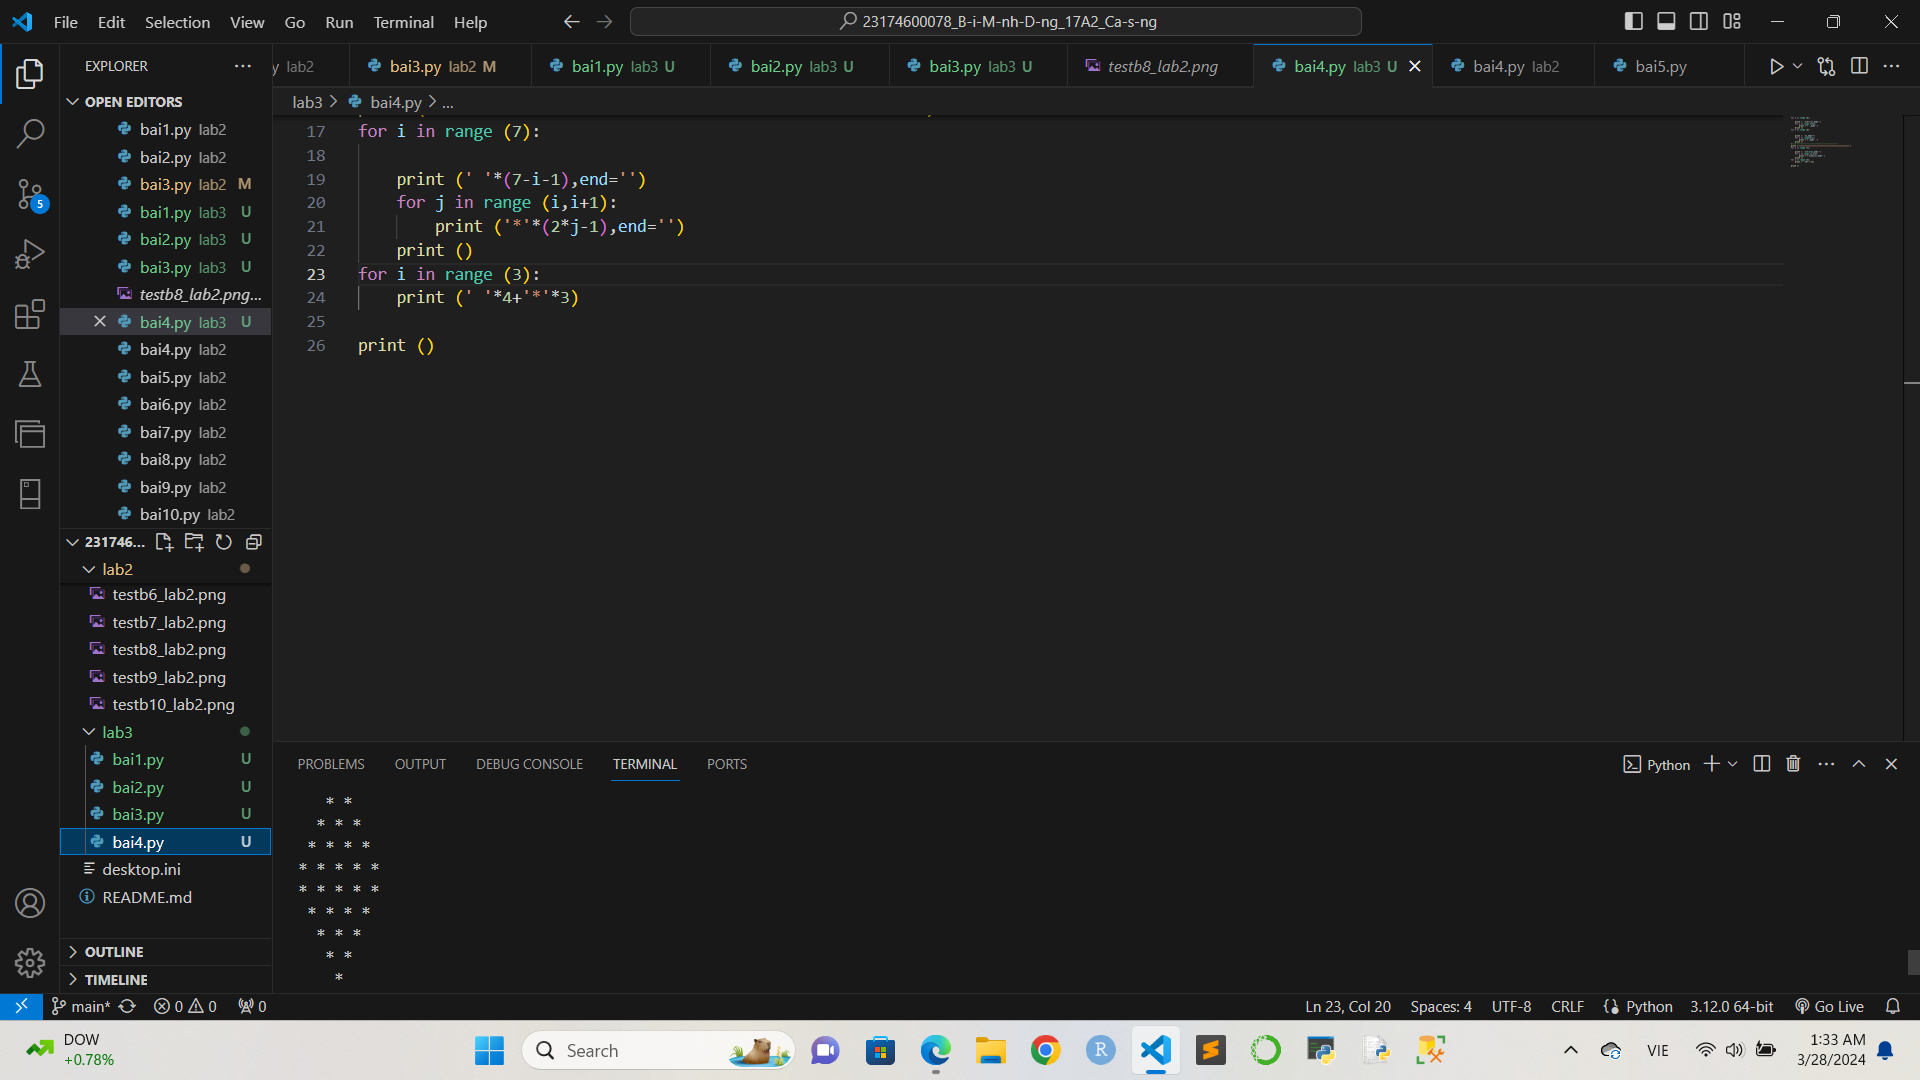 File Edit Selection View Go Run Terminal Help
23174600078_B-i-M-nh-D-ng_17A2_Ca-s-ng
EXPLORER
y lab2
bai3.py lab2 M
bai1.py lab3 U
bai2.py lab3 U
bai3.py lab3 U
testb8_lab2.png
bai4.py lab3 U
bai4.py lab2
bai5.py
OPEN EDITORS
bai1.py lab2
bai2.py lab2
bai3.py lab2 M
bai1.py lab3 U
bai2.py lab3 U
bai3.py lab3 U
testb8_lab2.png...
bai4.py lab3 U
bai4.py lab2
bai5.py lab2
bai6.py lab2
bai7.py lab2
bai8.py lab2
bai9.py lab2
bai10.py lab2
5
231746...
lab2
testb6_lab2.png
testb7_lab2.png
testb8_lab2.png
testb9_lab2.png
testb10_lab2.png
lab3
bai1.py U
bai2.py U
bai3.py U
bai4.py U
desktop.ini
README.md
OUTLINE
TIMELINE
lab3 > bai4.py > ...
17 for i in range (7):
18
19 print (' '*(7-i-1),end='')
20 for j in range (i,i+1):
21 print ('*'*(2*j-1),end='')
22 print ()
23 for i in range (3):
24 print (' '*4+'*'*3)
25
26 print ()
PROBLEMS OUTPUT DEBUG CONSOLE TERMINAL PORTS
Python
* *
* * *
* * * *
* * * * *
* * * * *
* * * *
* * *
* *
*
main* 0 0 0
Ln 23, Col 20 Spaces: 4 UTF-8 CRLF Python 3.12.0 64-bit Go Live
DOW
+0.78%
Search
R
VIE
1:33 AM
3/28/2024